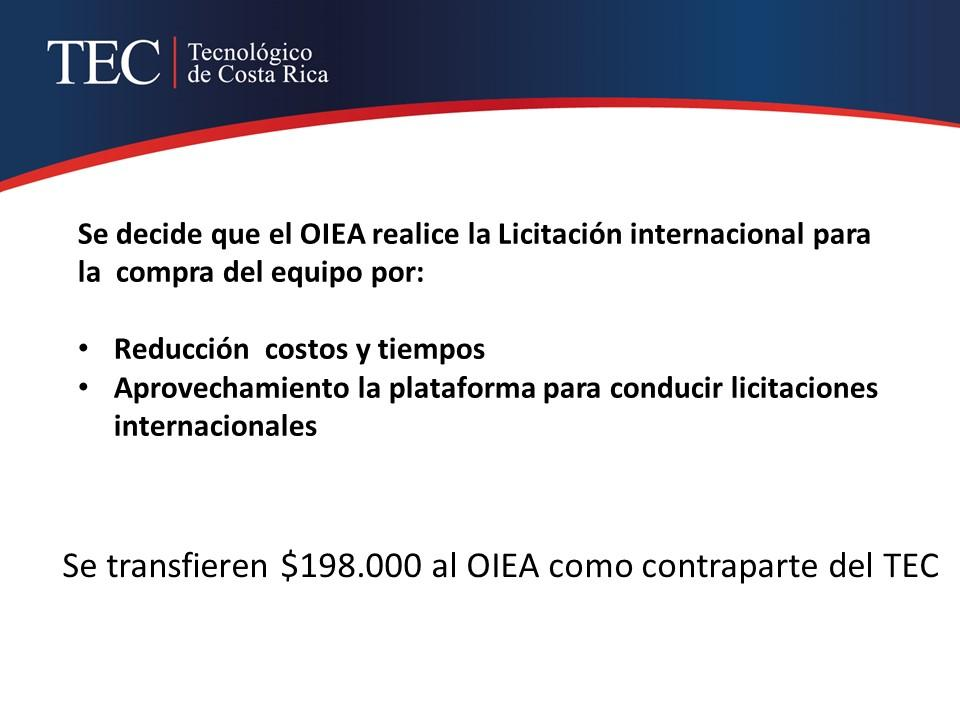 TEC
Tecnológico
de Costa Rica
Se decide que el OIEA realice la Licitación internacional para
la compra del equipo por:
• Reducción costos y tiempos
• Aprovechamiento la plataforma para conducir licitaciones
internacionales
Se transfieren $198.000 al OIEA como contraparte del TEC